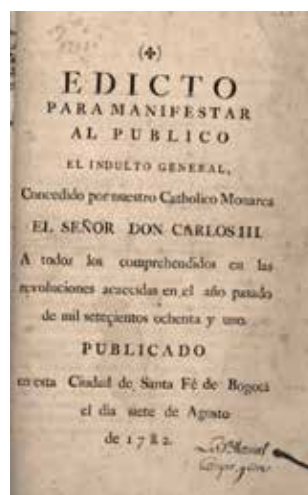 (✤)
EDICTO
PARA MANIFESTAR
AL PUBLICO
EL INDULTO GENERAL,
Concedido por nuestro Catholico Monarca
EL SEÑOR DON CARLOS III.
A todos los comprehendidos en las
revoluciones acaecidas en el año pasado
de mil setecientos ochenta y uno.
PUBLICADO
en esta Ciudad de Santa Fé de Bogotá
el dia siete de Agosto
de 1782.